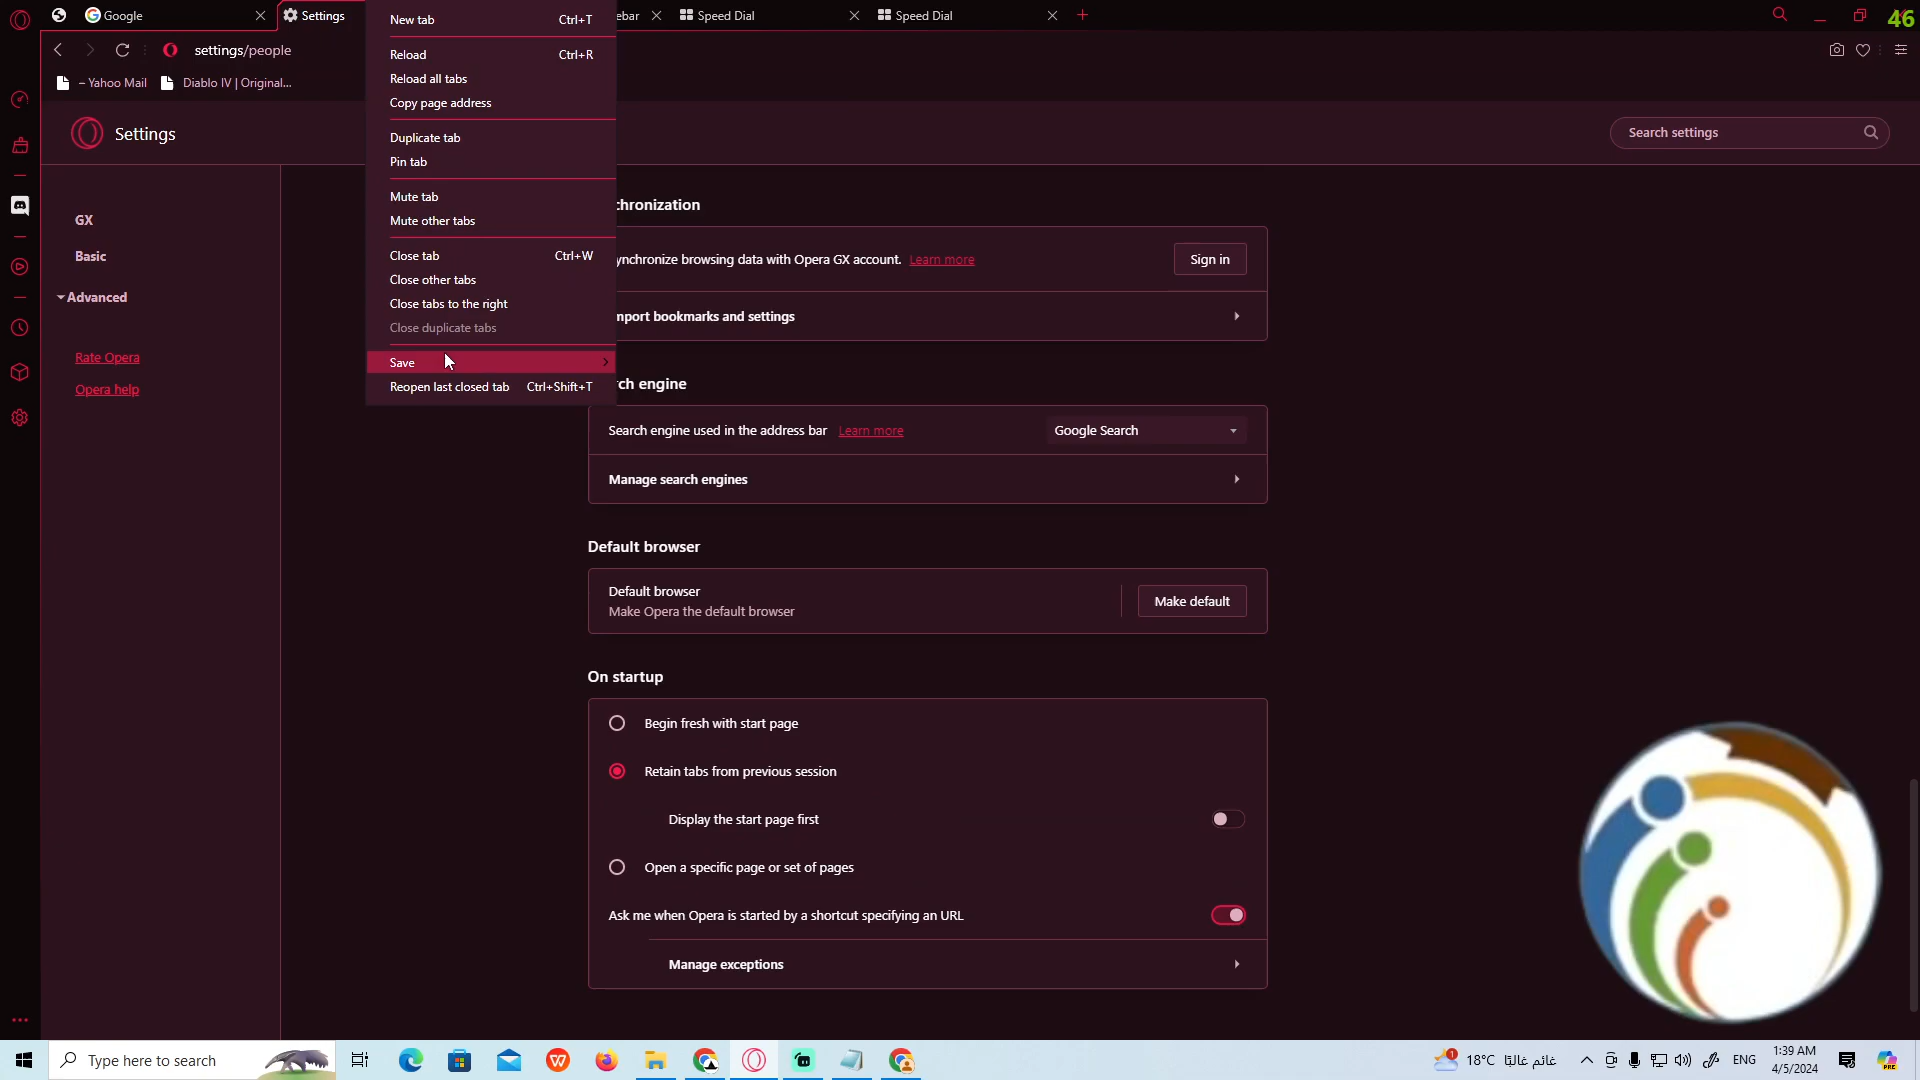 Google
Settings
ebar
Speed Dial
Speed Dial
46
settings/people
– Yahoo Mail
Diablo IV | Original...
Settings
Search settings
GX
Basic
Advanced
Rate Opera
Opera help
New tab Ctrl+T
Reload Ctrl+R
Reload all tabs
Copy page address
Duplicate tab
Pin tab
Mute tab
Mute other tabs
Close tab Ctrl+W
Close other tabs
Close tabs to the right
Close duplicate tabs
Save
Reopen last closed tab Ctrl+Shift+T
chronization
ynchronize browsing data with Opera GX account. Learn more
Sign in
mport bookmarks and settings
ch engine
Search engine used in the address bar Learn more
Google Search
Manage search engines
Default browser
Default browser
Make Opera the default browser
Make default
On startup
Begin fresh with start page
Retain tabs from previous session
Display the start page first
Open a specific page or set of pages
Ask me when Opera is started by a shortcut specifying an URL
Manage exceptions
Type here to search
1
18°C غائم غالبًا
ENG
1:39 AM
4/5/2024
PRE